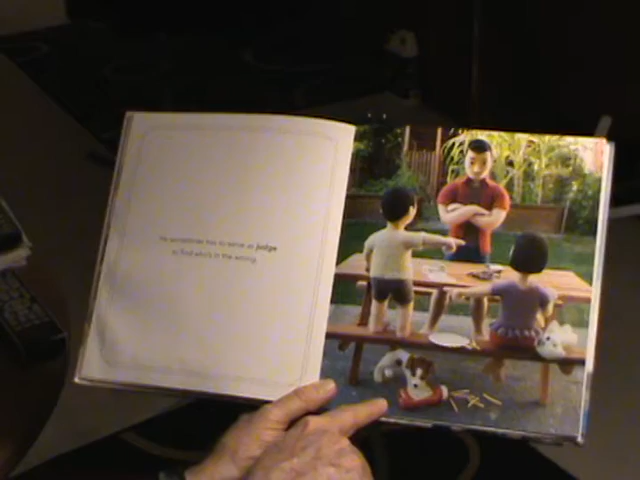 He sometimes has to serve as judge
to find who's in the wrong.